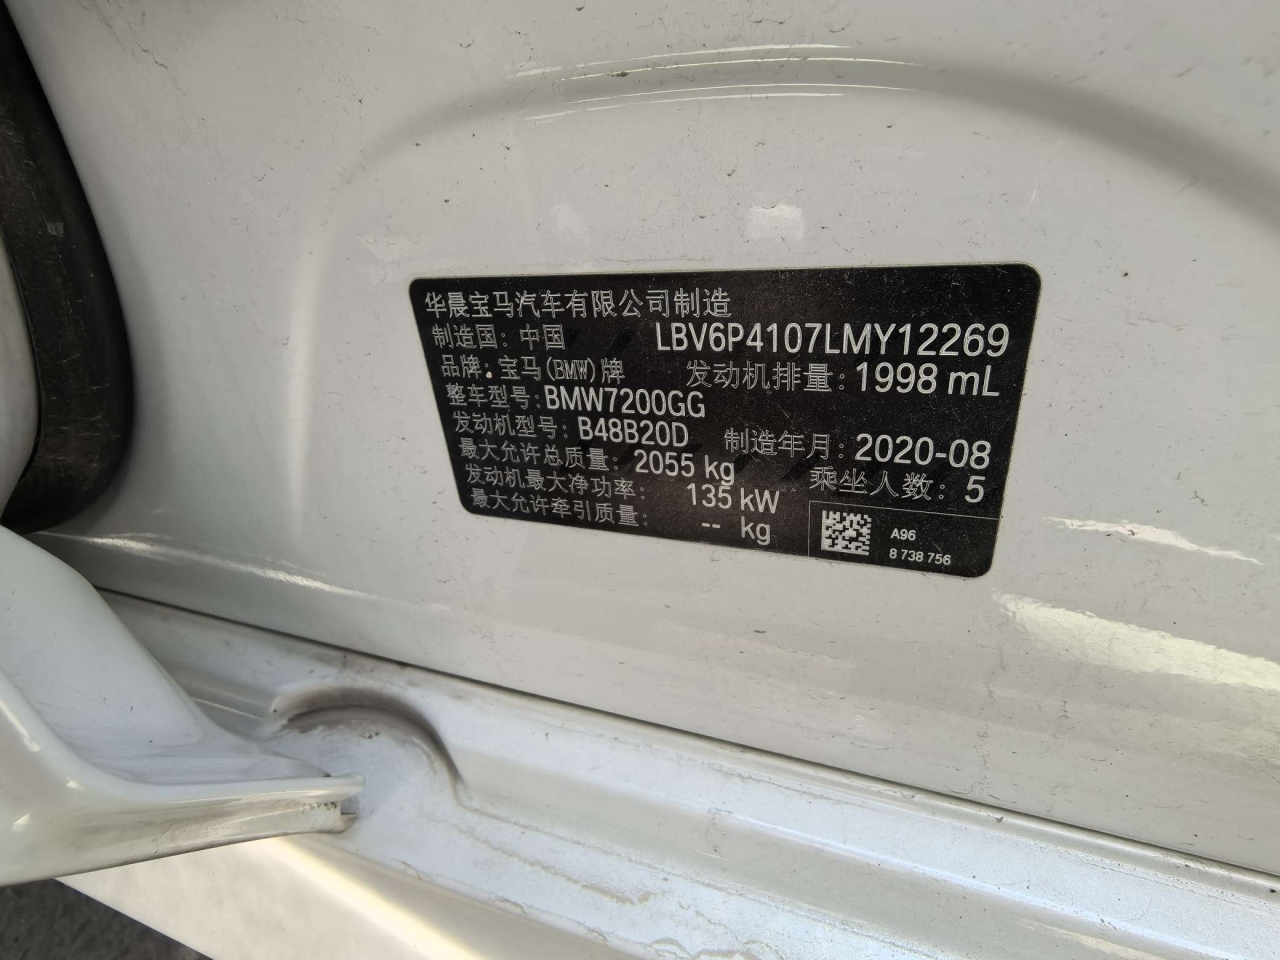 华晨宝马汽车有限公司制造
制造国: 中国 LBV6P4107LMY12269
品牌: 宝马(BMW)牌 发动机排量: 1998 mL
整车型号: BMW7200GG
发动机型号: B48B20D 制造年月: 2020-08
最大允许总质量: 2055 kg 乘坐人数: 5
发动机最大净功率: 135 kW
最大允许牵引质量: -- kg
A96
8 738 756